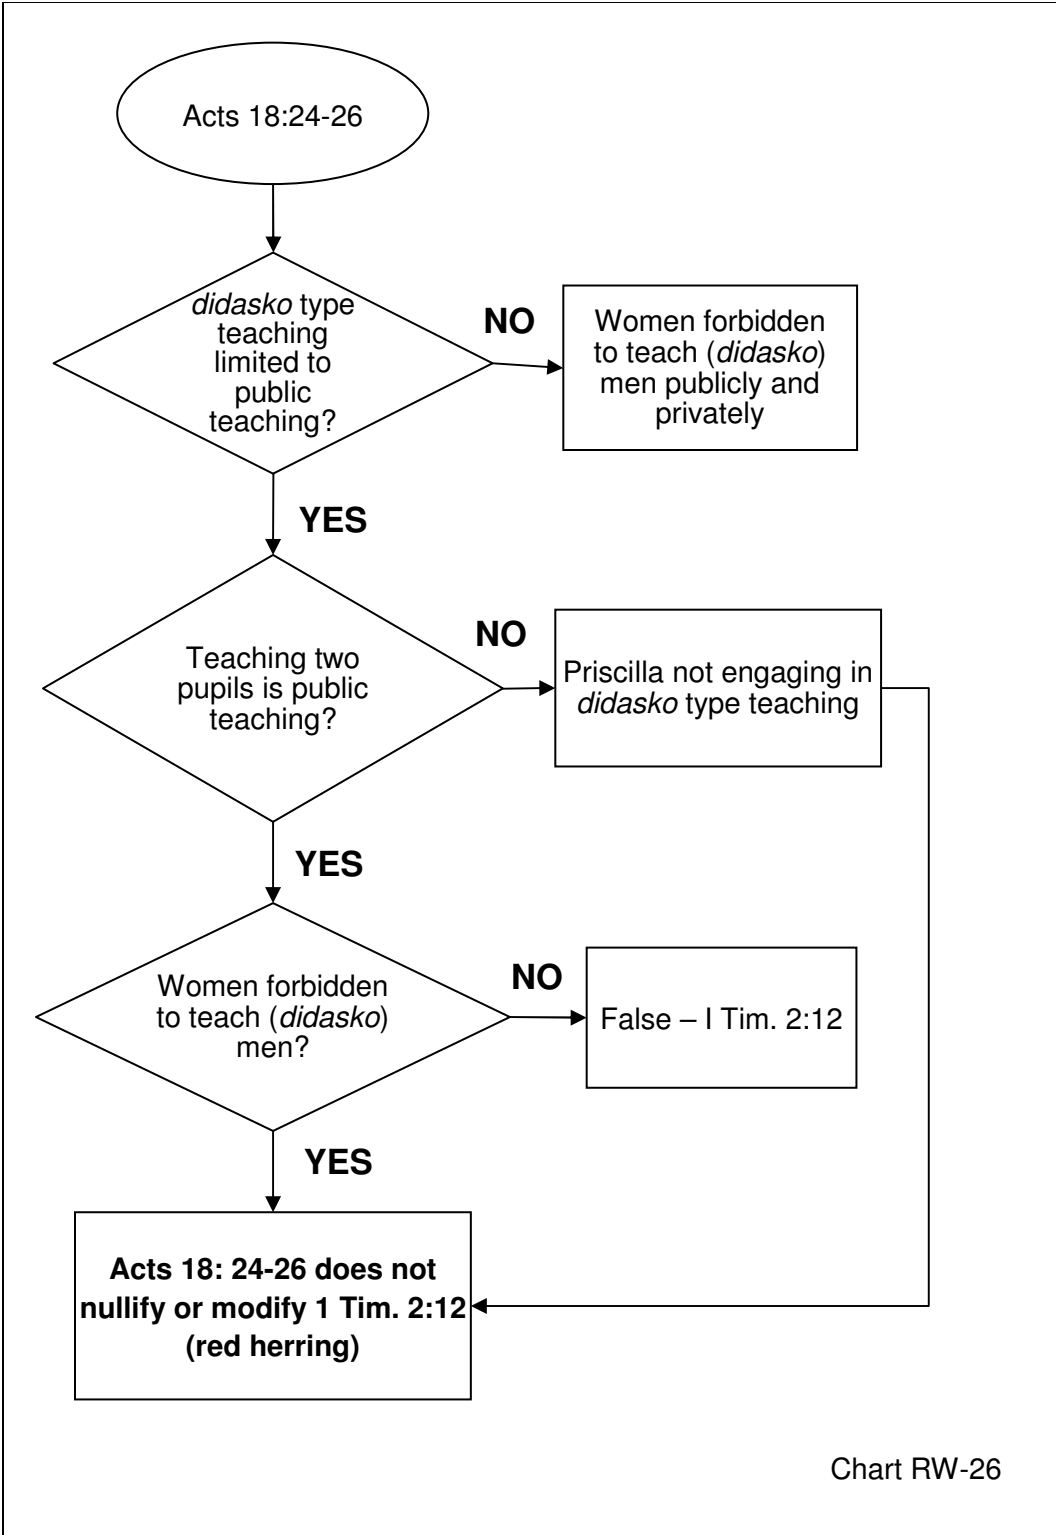 Acts 18:24-26
didasko type
teaching
limited to
public
teaching?
NO
Women forbidden
to teach (didasko)
men publicly and
privately
YES
Teaching two
pupils is public
teaching?
NO
Priscilla not engaging in
didasko type teaching
YES
Women forbidden
to teach (didasko)
men?
NO
False – I Tim. 2:12
YES
Acts 18: 24-26 does not
nullify or modify 1 Tim. 2:12
(red herring)
Chart RW-26